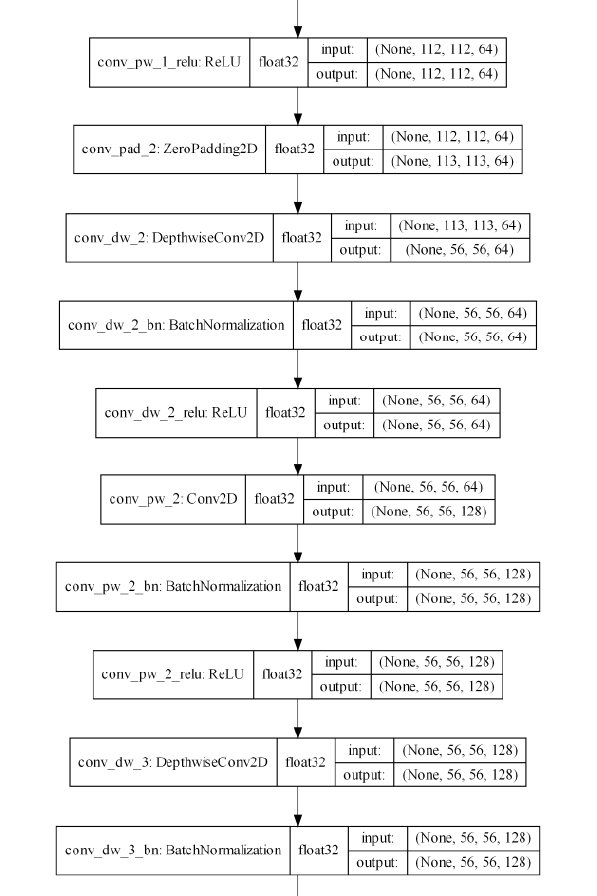 conv_pw_1_relu: ReLU float32 input: (None, 112, 112, 64)
output: (None, 112, 112, 64)
conv_pad_2: ZeroPadding2D float32 input: (None, 112, 112, 64)
output: (None, 113, 113, 64)
conv_dw_2: DepthwiseConv2D float32 input: (None, 113, 113, 64)
output: (None, 56, 56, 64)
conv_dw_2_bn: BatchNormalization float32 input: (None, 56, 56, 64)
output: (None, 56, 56, 64)
conv_dw_2_relu: ReLU float32 input: (None, 56, 56, 64)
output: (None, 56, 56, 64)
conv_pw_2: Conv2D float32 input: (None, 56, 56, 64)
output: (None, 56, 56, 128)
conv_pw_2_bn: BatchNormalization float32 input: (None, 56, 56, 128)
output: (None, 56, 56, 128)
conv_pw_2_relu: ReLU float32 input: (None, 56, 56, 128)
output: (None, 56, 56, 128)
conv_dw_3: DepthwiseConv2D float32 input: (None, 56, 56, 128)
output: (None, 56, 56, 128)
conv_dw_3_bn: BatchNormalization float32 input: (None, 56, 56, 128)
output: (None, 56, 56, 128)